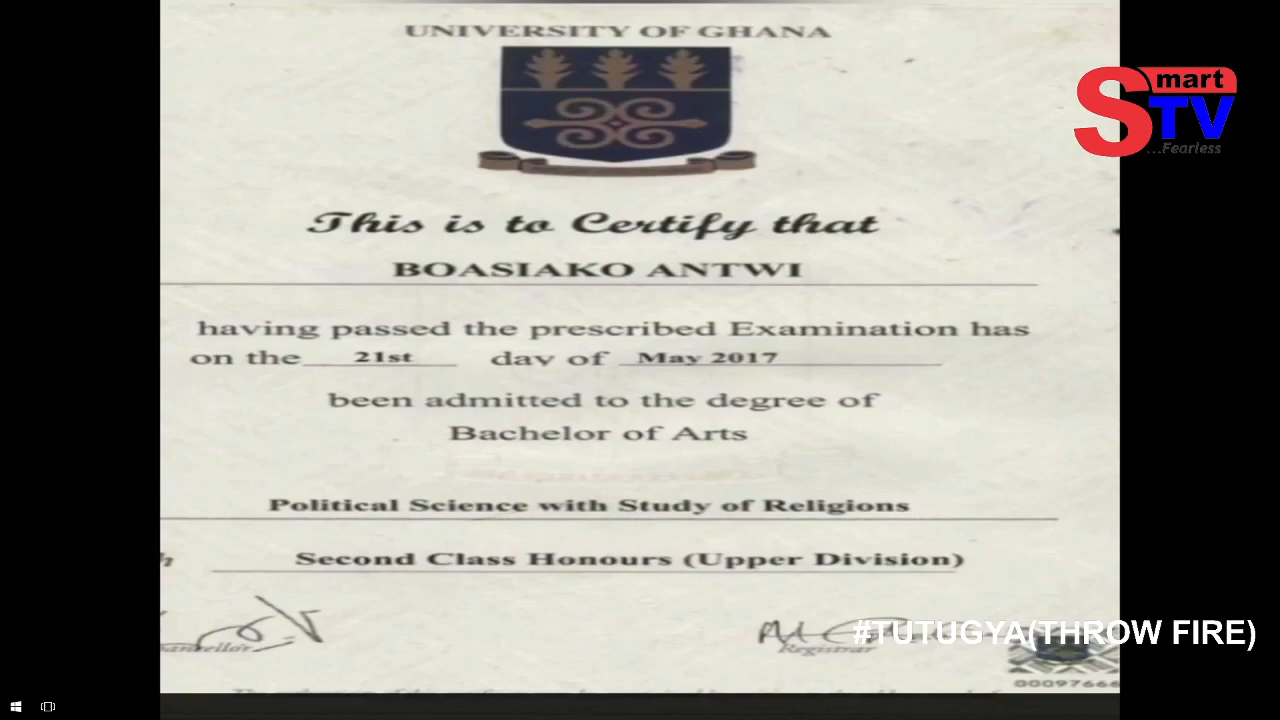 UNIVERSITY OF GHANA
Smart
TV
...Fearless
This is to Certify that
BOASIAKO ANTWI
having passed the prescribed Examination has
on the 21st day of May 2017
been admitted to the degree of
Bachelor of Arts
Political Science with Study of Religions
h Second Class Honours (Upper Division)
#TUTUGYA(THROW FIRE)
Registrar
00097666